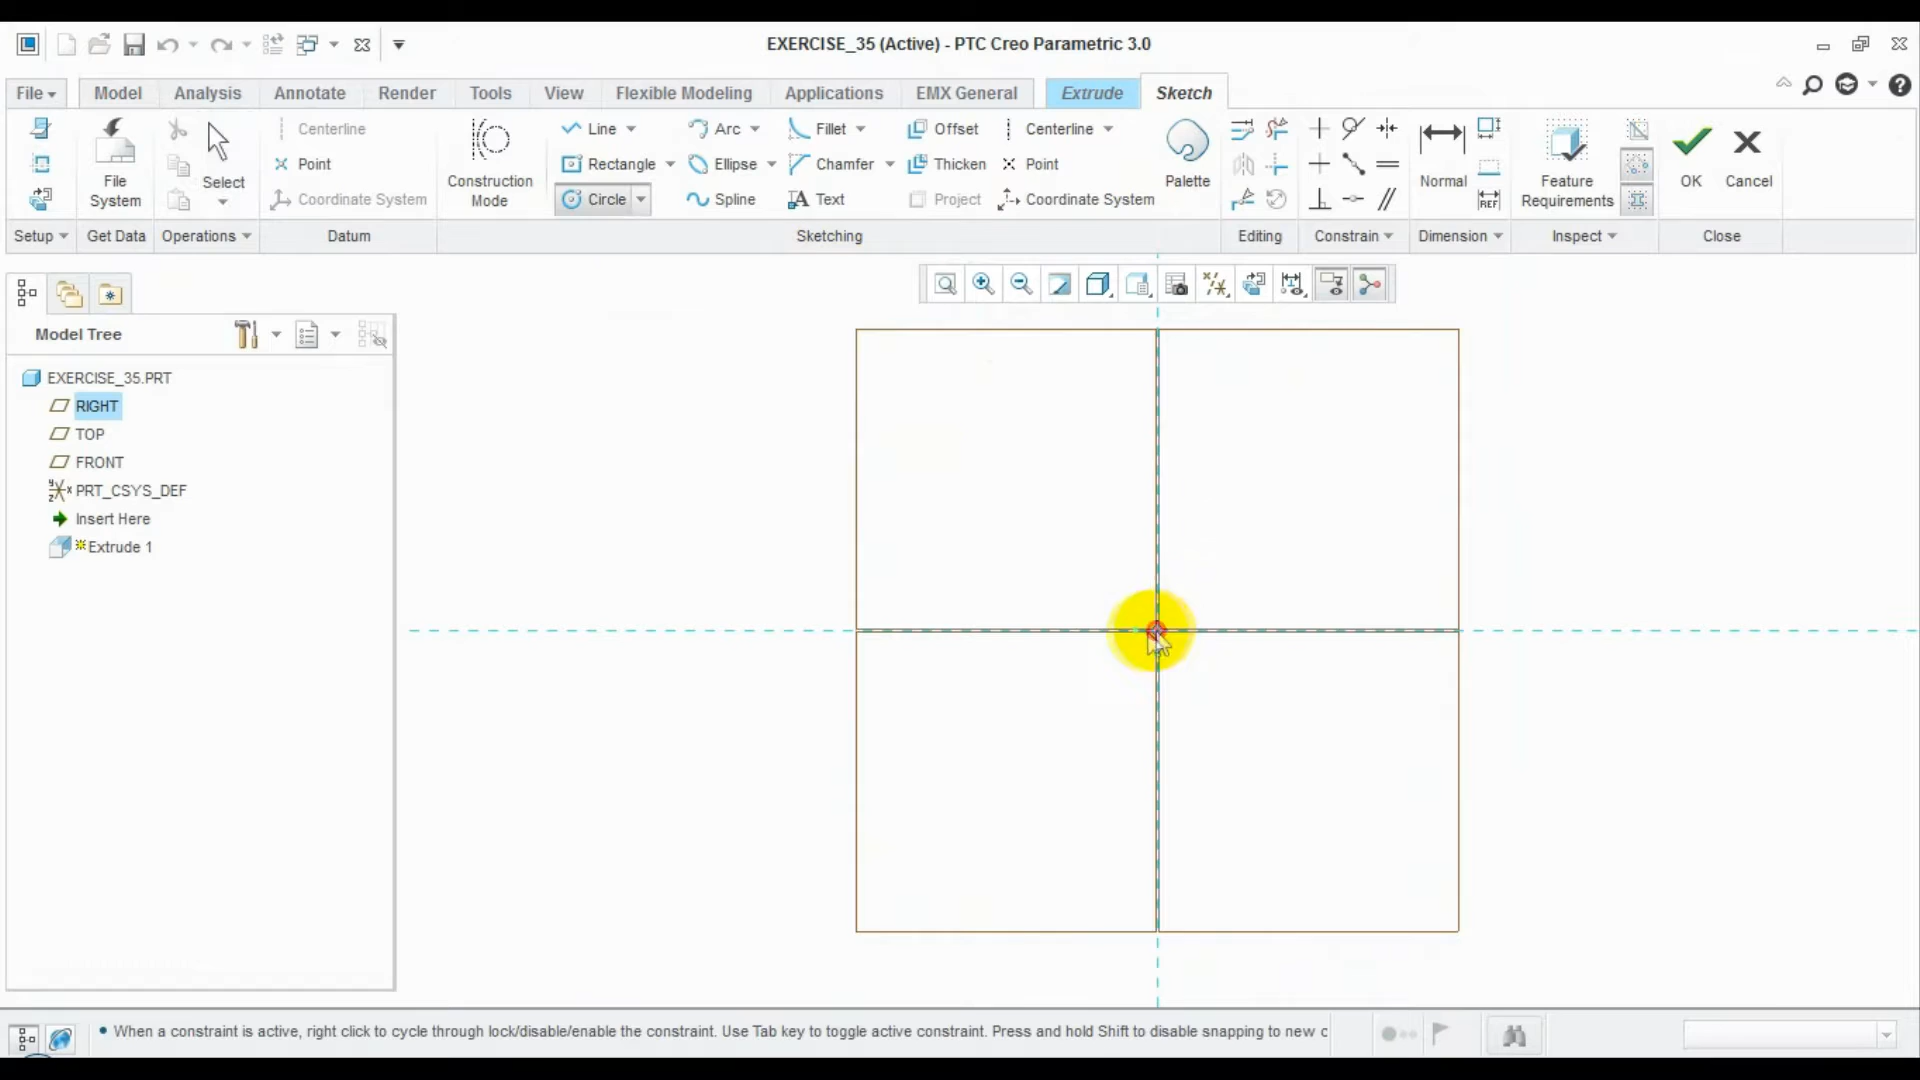 EXERCISE_35 (Active) - PTC Creo Parametric 3.0
File Model Analysis Annotate Render Tools View Flexible Modeling Applications EMX General Extrude Sketch
Centerline Line Arc Fillet Offset Centerline
Point Rectangle Ellipse Chamfer Thicken Point
Coordinate System Circle Spline Text Project Coordinate System
File System
Select
Construction Mode
Palette
Normal
REF
Feature Requirements
OK
Cancel
Setup Get Data Operations Datum Sketching Editing Constrain Dimension Inspect Close
Model Tree
EXERCISE_35.PRT
RIGHT
TOP
FRONT
PRT_CSYS_DEF
Insert Here
Extrude 1
When a constraint is active, right click to cycle through lock/disable/enable the constraint. Use Tab key to toggle active constraint. Press and hold Shift to disable snapping to new c